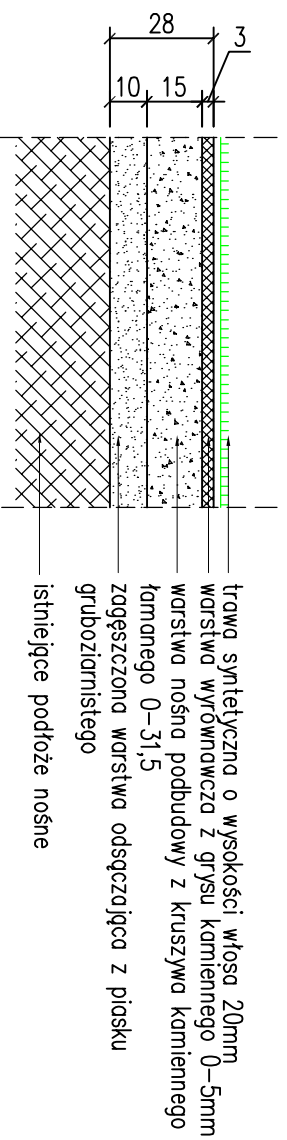 28
3
10
15
trawa syntetyczna o wysokości włosa 20mm
warstwa wyrównawcza z grysu kamiennego 0-5mm
warstwa nośna podbudowy z kruszywa kamiennego
łamanego 0-31,5
zagęszczona warstwa odsączająca z piasku
gruboziarnistego
istniejące podłoże nośne